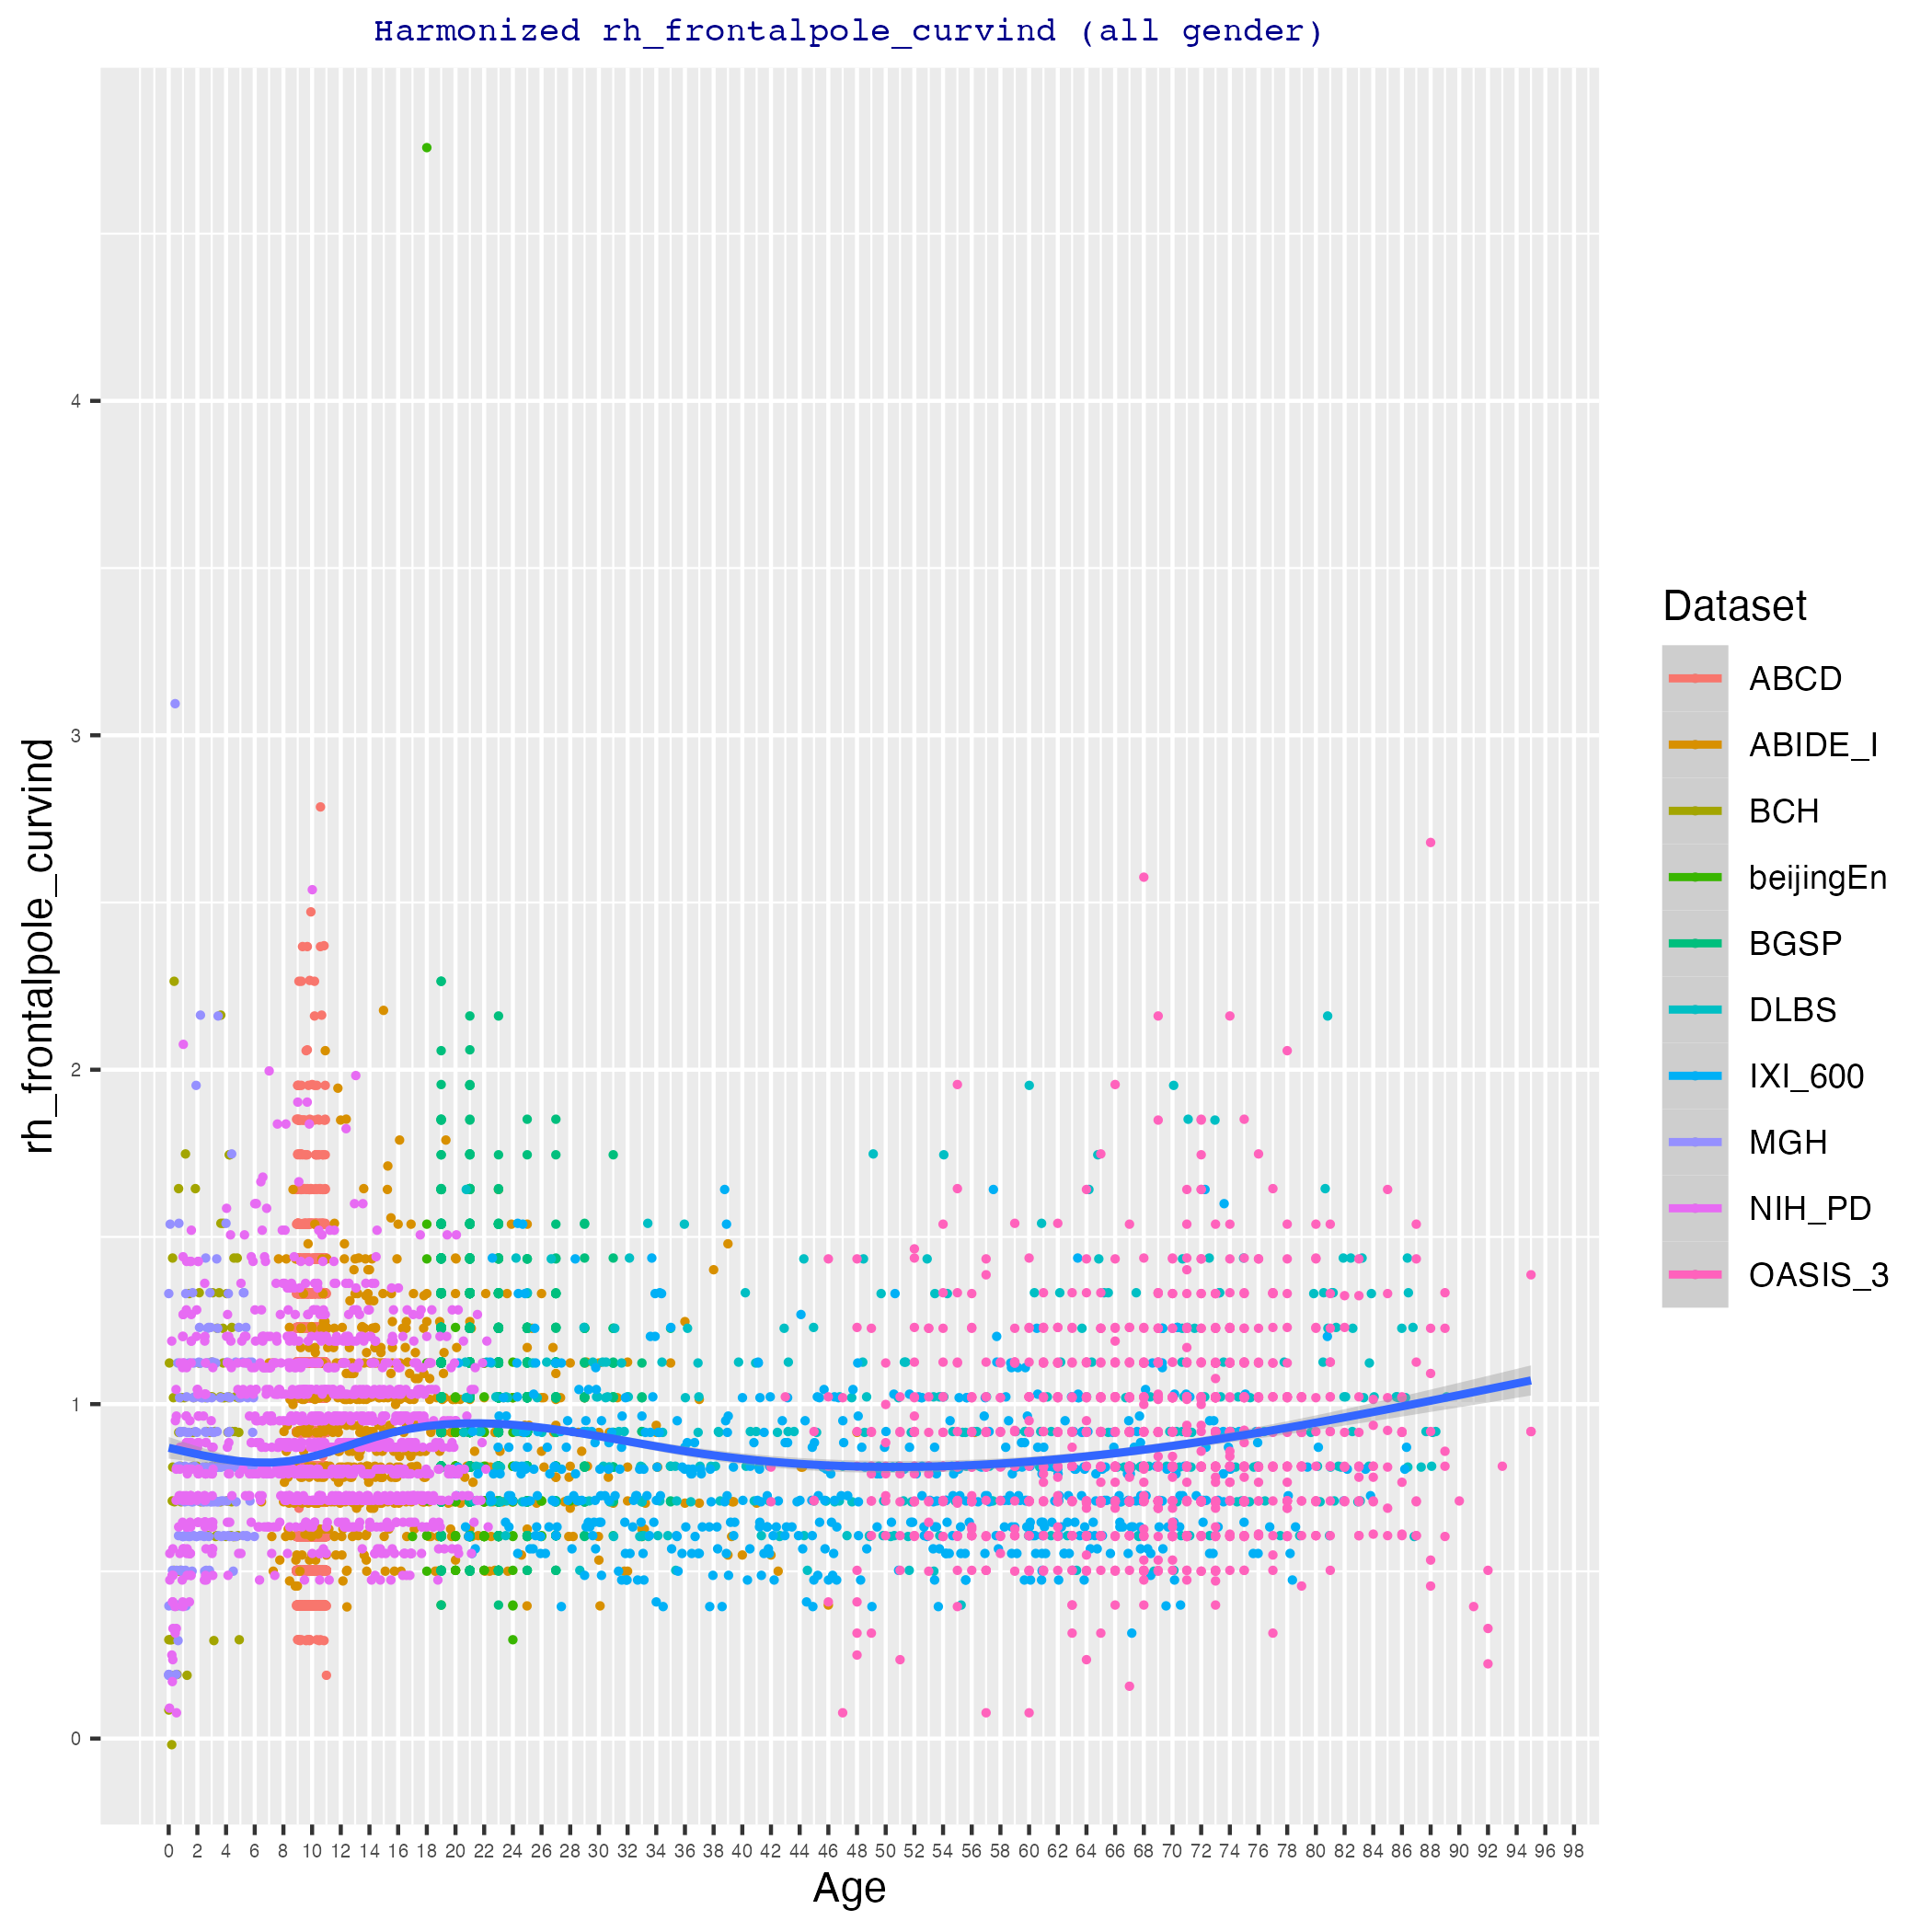 Harmonized rh_frontalpole_curvind (all gender)
rh_frontalpole_curvind
4
3
2
1
0
0 2 4 6 8 10 12 14 16 18 20 22 24 26 28 30 32 34 36 38 40 42 44 46 48 50 52 54 56 58 60 62 64 66 68 70 72 74 76 78 80 82 84 86 88 90 92 94 96 98
Age
Dataset
ABCD
ABIDE_I
BCH
beijingEn
BGSP
DLBS
IXI_600
MGH
NIH_PD
OASIS_3